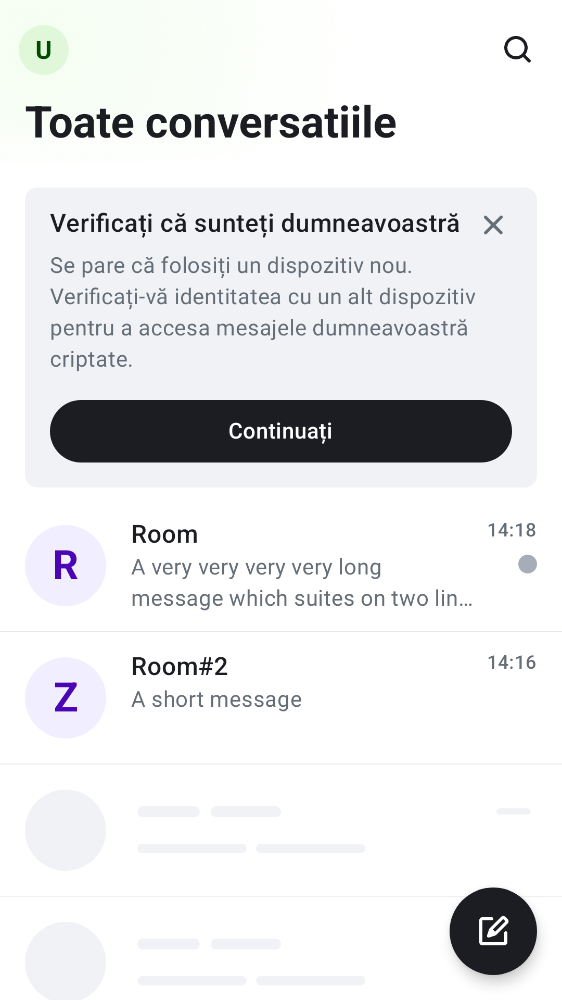 U
Toate conversatiile
Verificați că sunteți dumneavoastră
Se pare că folosiți un dispozitiv nou.
Verificați-vă identitatea cu un alt dispozitiv
pentru a accesa mesajele dumneavoastră
criptate.
Continuați
R
Room
14:18
A very very very very long
message which suites on two lin…
Z
Room#2
14:16
A short message